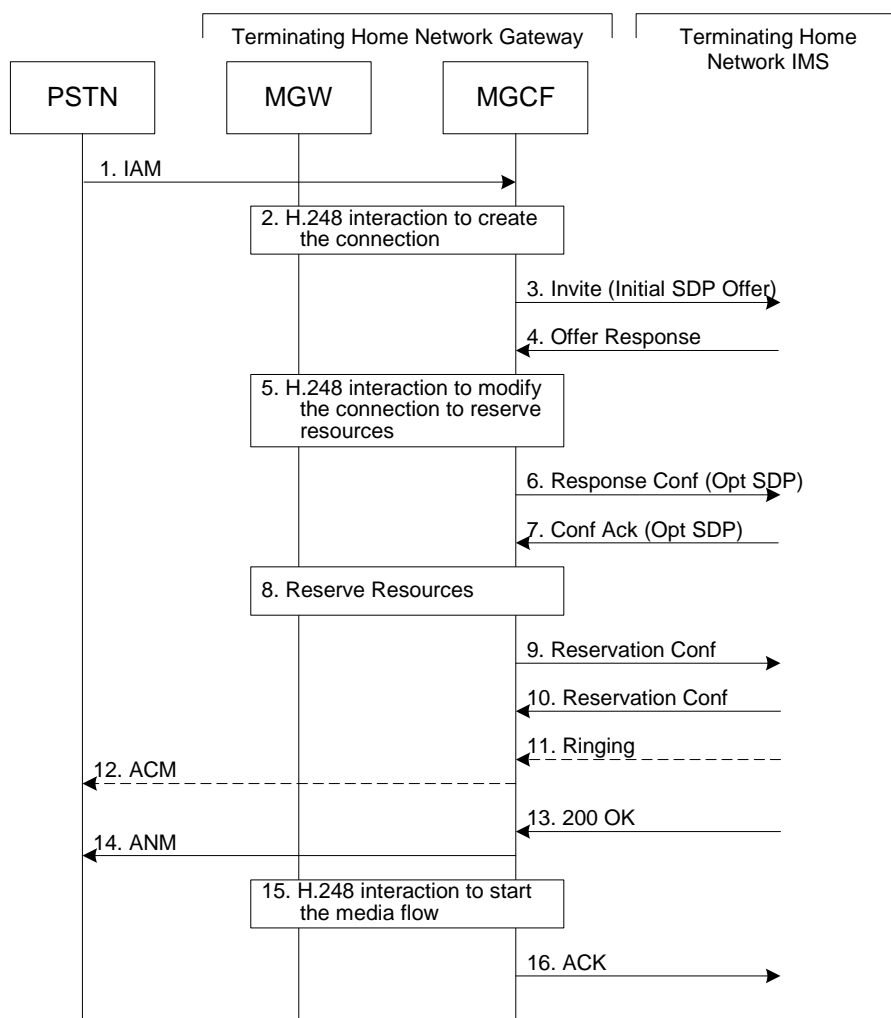 Terminating Home Network Gateway
Terminating Home
Network IMS
PSTN
MGW
MGCF
1. IAM
2. H.248 interaction to create
the connection
3. Invite (Initial SDP Offer)
4. Offer Response
5. H.248 interaction to modify
the connection to reserve
resources
6. Response Conf (Opt SDP)
7. Conf Ack (Opt SDP)
8. Reserve Resources
9. Reservation Conf
10. Reservation Conf
11. Ringing
12. ACM
13. 200 OK
14. ANM
15. H.248 interaction to start
the media flow
16. ACK